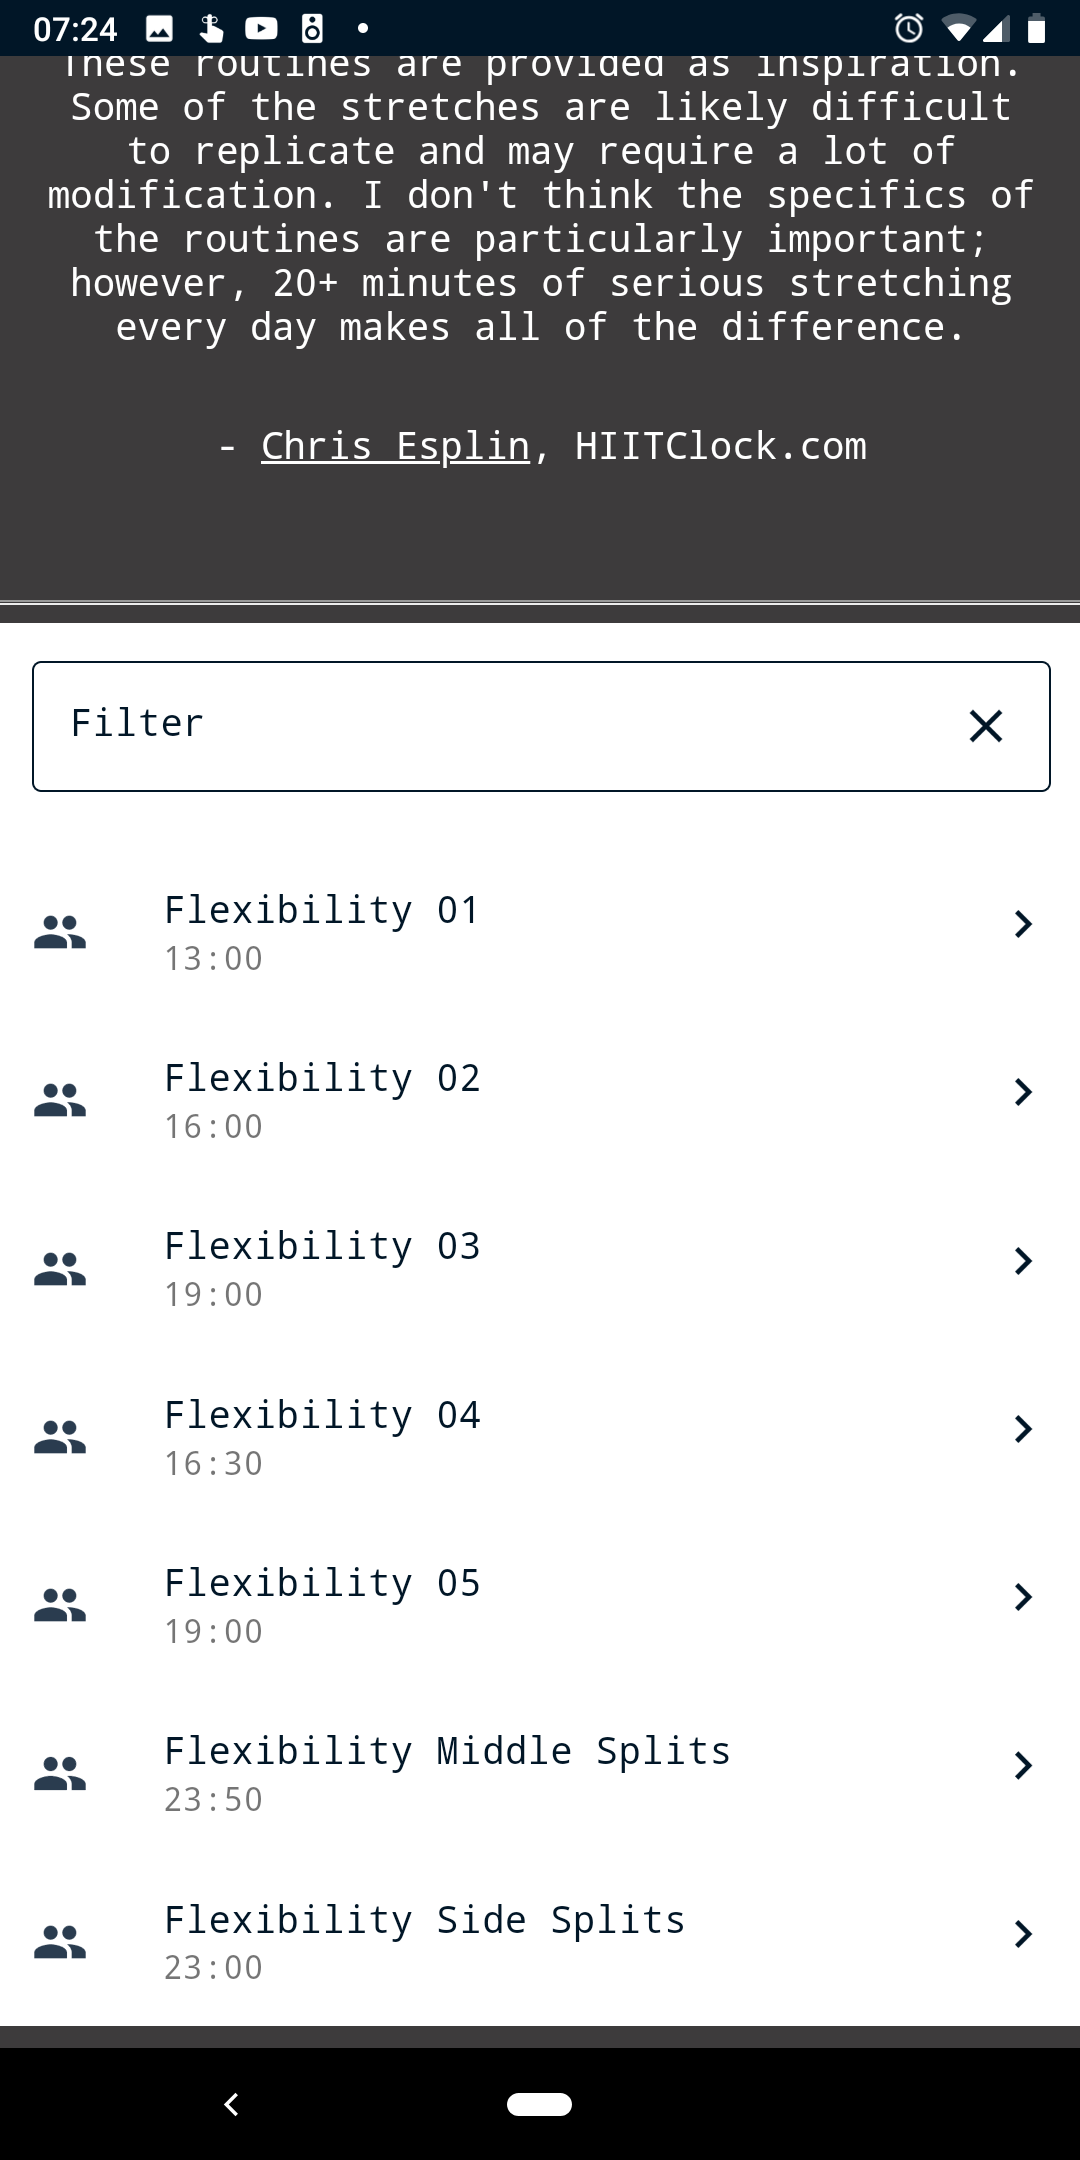 07:24
These routines are provided as inspiration.
Some of the stretches are likely difficult
to replicate and may require a lot of
modification. I don't think the specifics of
the routines are particularly important;
however, 20+ minutes of serious stretching
every day makes all of the difference.
- Chris Esplin, HIITClock.com
Filter
Flexibility 01
13:00
Flexibility 02
16:00
Flexibility 03
19:00
Flexibility 04
16:30
Flexibility 05
19:00
Flexibility Middle Splits
23:50
Flexibility Side Splits
23:00